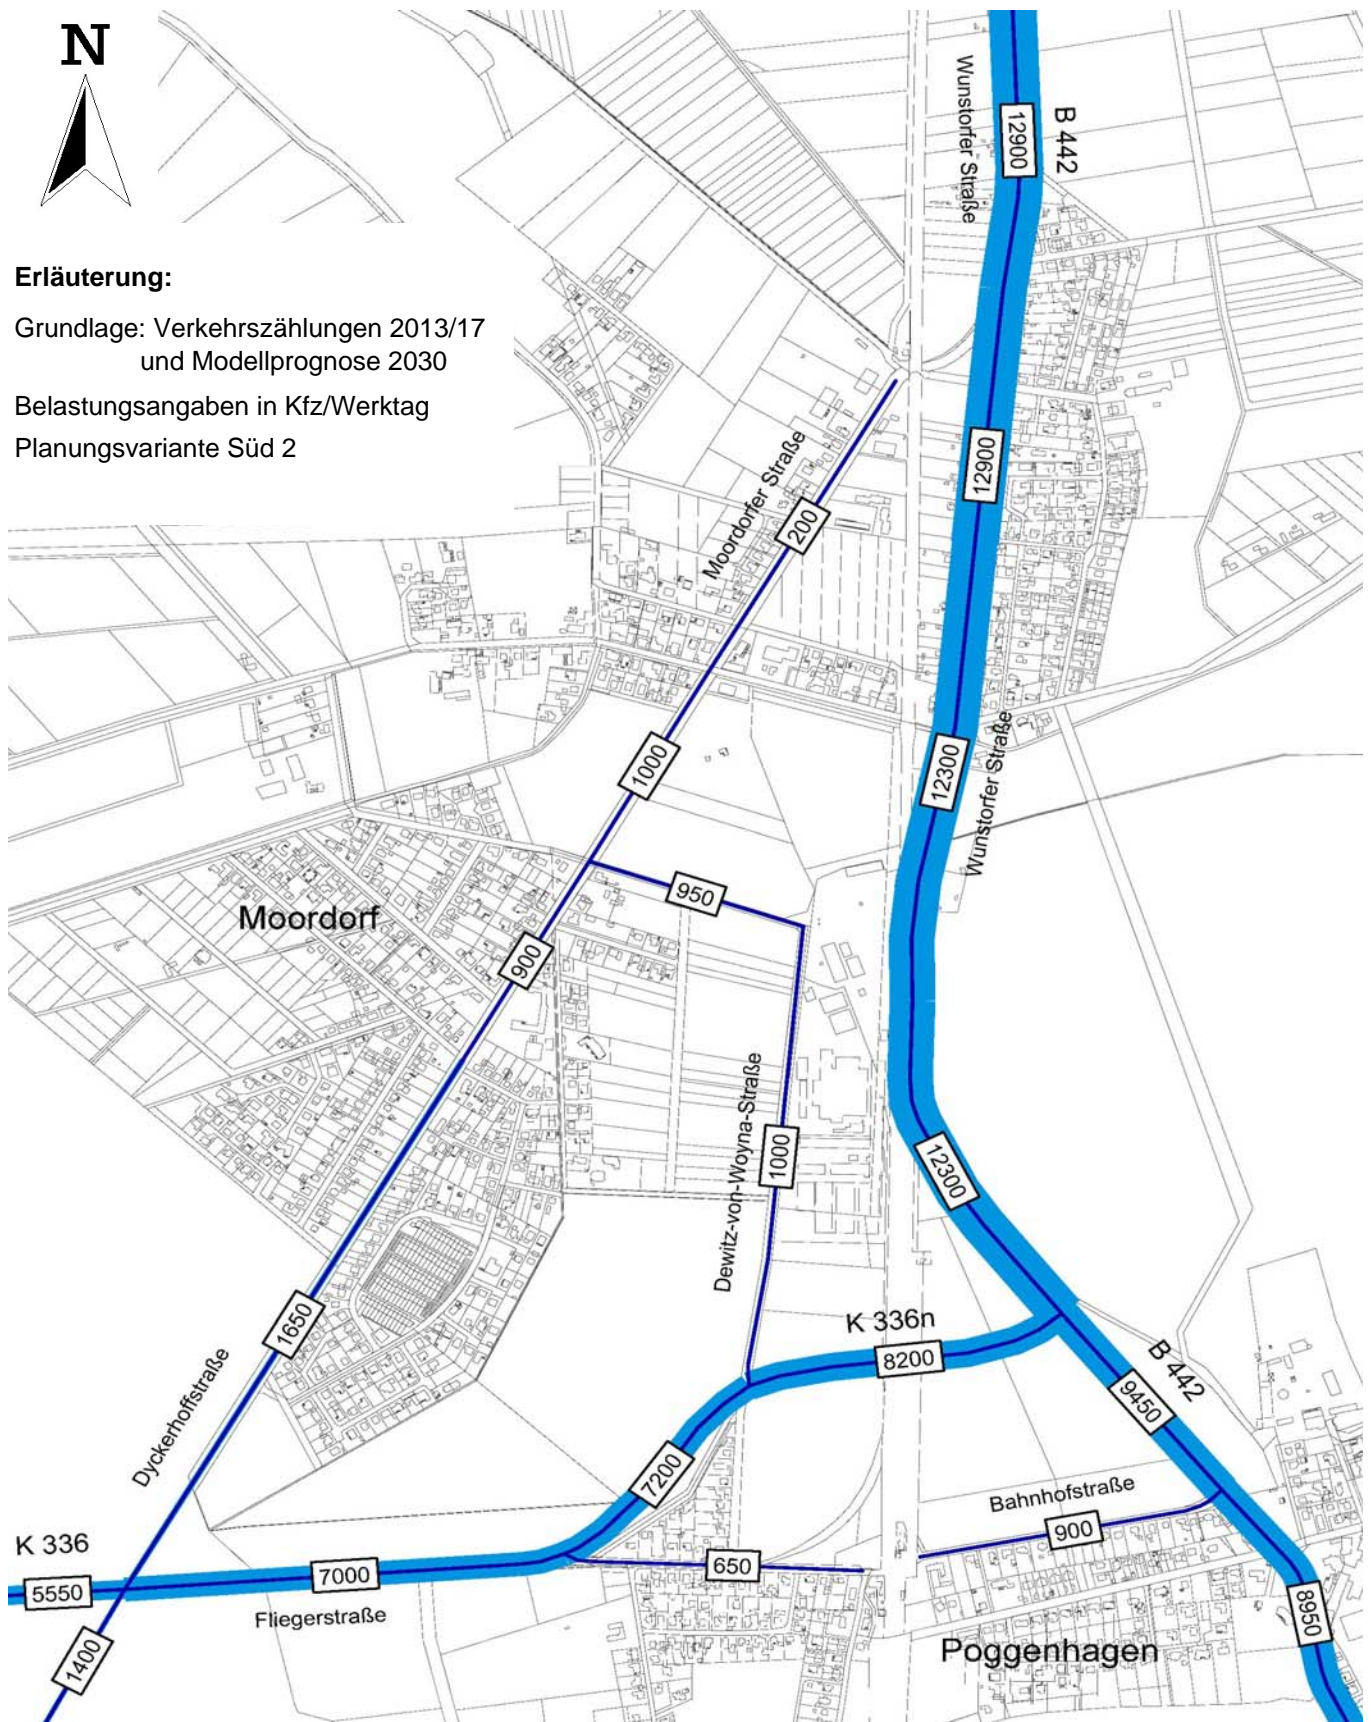 N
Erläuterung:
Grundlage: Verkehrszählungen 2013/17
und Modellprognose 2030
Belastungsangaben in Kfz/Werktag
Planungsvariante Süd 2
Wunstorfer Straße
12900
B 442
12900
Moordorfer Straße
200
1000
12300
Wunstorfer Straße
950
Moordorf
900
Dewitz-von-Woyna-Straße
1000
12300
1650
K 336n
8200
B 442
9450
Dyckerhoffstraße
7200
Bahnhofstraße
900
K 336
5550
7000
650
Fliegerstraße
8950
1400
Poggenhagen